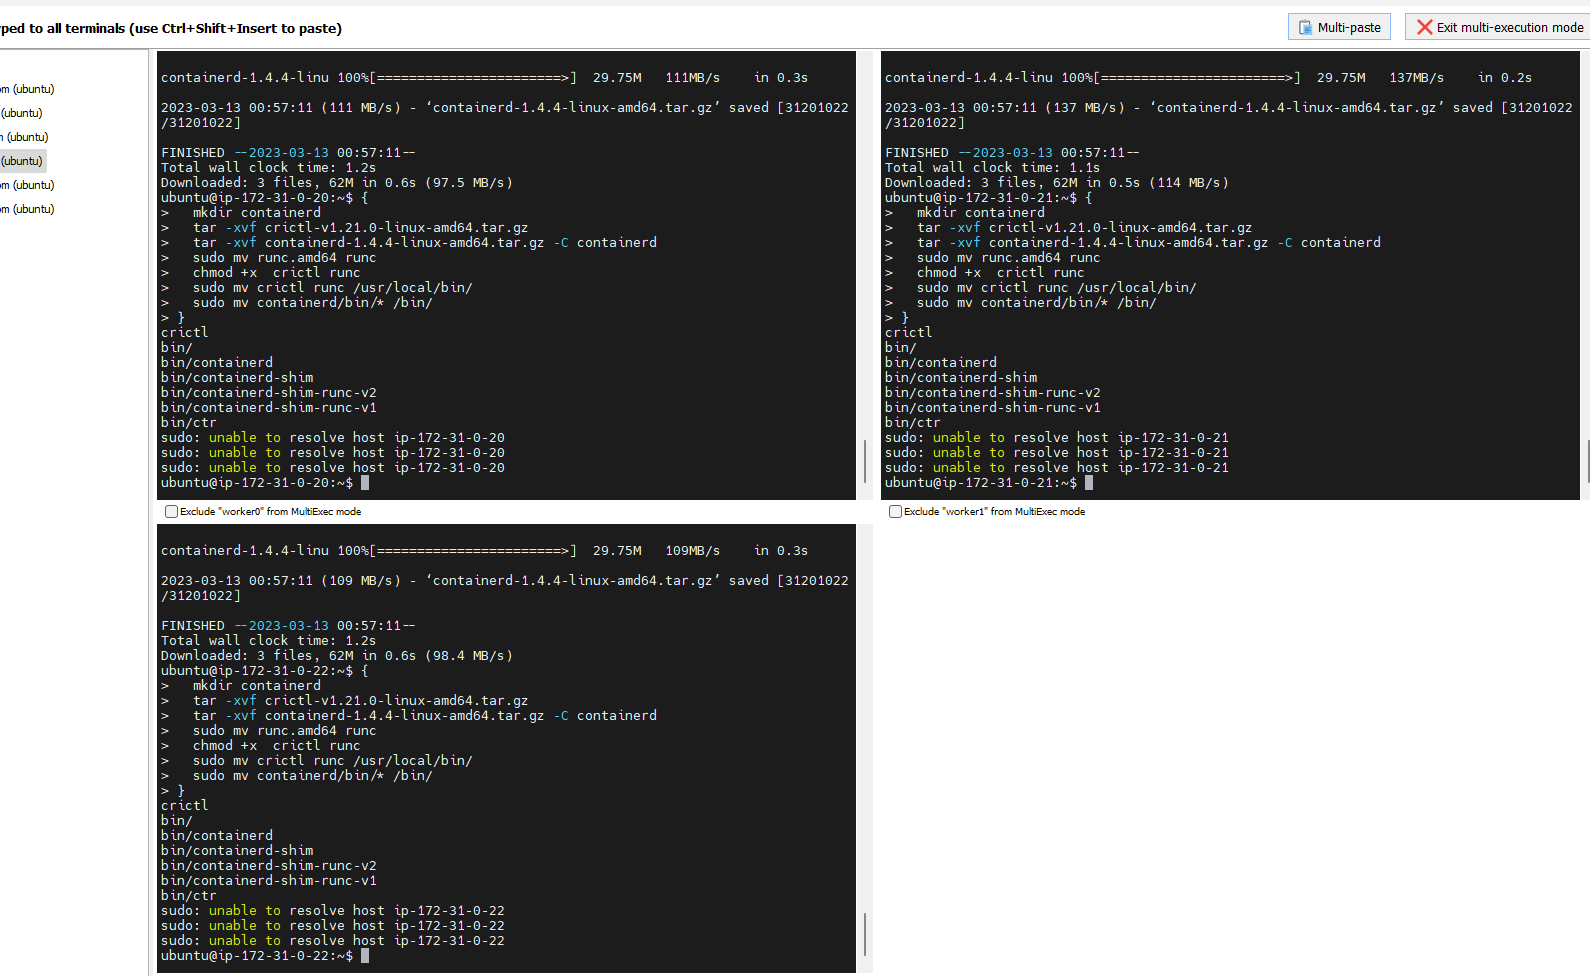 ped to all terminals (use Ctrl+Shift+Insert to paste)
Multi-paste
Exit multi-execution mode
om (ubuntu)
(ubuntu)
n (ubuntu)
(ubuntu)
om (ubuntu)
om (ubuntu)
containerd-1.4.4-linu 100%[=======================>]  29.75M   111MB/s    in 0.3s
2023-03-13 00:57:11 (111 MB/s) - ‘containerd-1.4.4-linux-amd64.tar.gz’ saved [31201022
/31201022]
FINISHED --2023-03-13 00:57:11--
Total wall clock time: 1.2s
Downloaded: 3 files, 62M in 0.6s (97.5 MB/s)
ubuntu@ip-172-31-0-20:~$ {
>   mkdir containerd
>   tar -xvf crictl-v1.21.0-linux-amd64.tar.gz
>   tar -xvf containerd-1.4.4-linux-amd64.tar.gz -C containerd
>   sudo mv runc.amd64 runc
>   chmod +x  crictl runc
>   sudo mv crictl runc /usr/local/bin/
>   sudo mv containerd/bin/* /bin/
> }
crictl
bin/
bin/containerd
bin/containerd-shim
bin/containerd-shim-runc-v2
bin/containerd-shim-runc-v1
bin/ctr
sudo: unable to resolve host ip-172-31-0-20
sudo: unable to resolve host ip-172-31-0-20
sudo: unable to resolve host ip-172-31-0-20
ubuntu@ip-172-31-0-20:~$
Exclude "worker0" from MultiExec mode
containerd-1.4.4-linu 100%[=======================>]  29.75M   137MB/s    in 0.2s
2023-03-13 00:57:11 (137 MB/s) - ‘containerd-1.4.4-linux-amd64.tar.gz’ saved [31201022
/31201022]
FINISHED --2023-03-13 00:57:11--
Total wall clock time: 1.1s
Downloaded: 3 files, 62M in 0.5s (114 MB/s)
ubuntu@ip-172-31-0-21:~$ {
>   mkdir containerd
>   tar -xvf crictl-v1.21.0-linux-amd64.tar.gz
>   tar -xvf containerd-1.4.4-linux-amd64.tar.gz -C containerd
>   sudo mv runc.amd64 runc
>   chmod +x  crictl runc
>   sudo mv crictl runc /usr/local/bin/
>   sudo mv containerd/bin/* /bin/
> }
crictl
bin/
bin/containerd
bin/containerd-shim
bin/containerd-shim-runc-v2
bin/containerd-shim-runc-v1
bin/ctr
sudo: unable to resolve host ip-172-31-0-21
sudo: unable to resolve host ip-172-31-0-21
sudo: unable to resolve host ip-172-31-0-21
ubuntu@ip-172-31-0-21:~$
Exclude "worker1" from MultiExec mode
containerd-1.4.4-linu 100%[=======================>]  29.75M   109MB/s    in 0.3s
2023-03-13 00:57:11 (109 MB/s) - ‘containerd-1.4.4-linux-amd64.tar.gz’ saved [31201022
/31201022]
FINISHED --2023-03-13 00:57:11--
Total wall clock time: 1.2s
Downloaded: 3 files, 62M in 0.6s (98.4 MB/s)
ubuntu@ip-172-31-0-22:~$ {
>   mkdir containerd
>   tar -xvf crictl-v1.21.0-linux-amd64.tar.gz
>   tar -xvf containerd-1.4.4-linux-amd64.tar.gz -C containerd
>   sudo mv runc.amd64 runc
>   chmod +x  crictl runc
>   sudo mv crictl runc /usr/local/bin/
>   sudo mv containerd/bin/* /bin/
> }
crictl
bin/
bin/containerd
bin/containerd-shim
bin/containerd-shim-runc-v2
bin/containerd-shim-runc-v1
bin/ctr
sudo: unable to resolve host ip-172-31-0-22
sudo: unable to resolve host ip-172-31-0-22
sudo: unable to resolve host ip-172-31-0-22
ubuntu@ip-172-31-0-22:~$